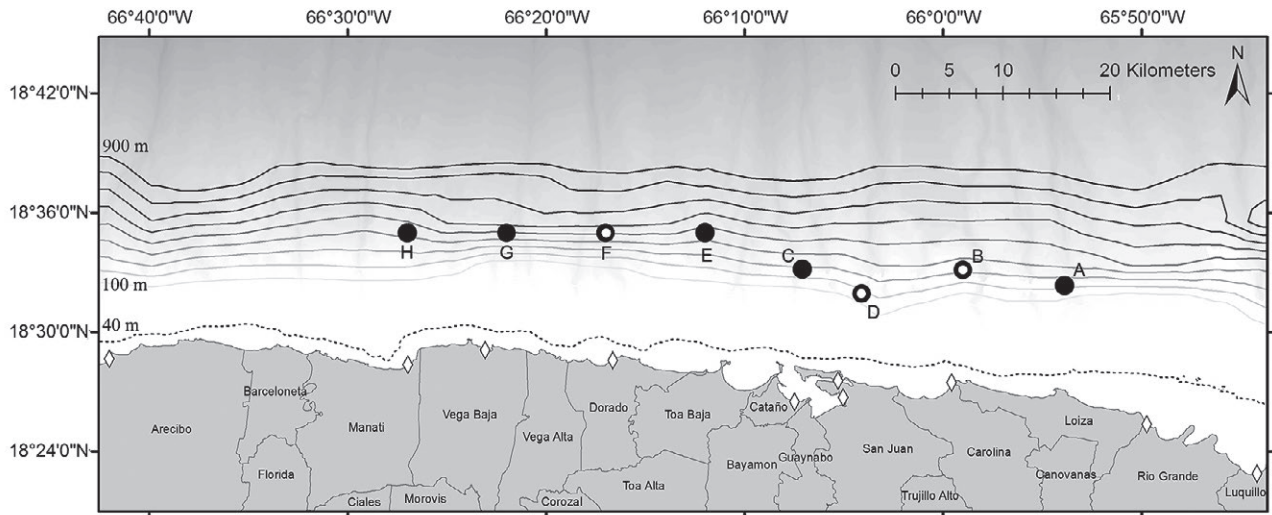 66°40'0"W 66°30'0"W 66°20'0"W 66°10'0"W 66°00'0"W 65°50'0"W
N
0 5 10 20 Kilometers
18°42'0"N
900 m
18°36'0"N
H G F E C B A
D
100 m
18°30'0"N
40 m
Barceloneta
Arecibo Manati Vega Baja Vega Alta Dorado Toa Baja Cataño San Juan Carolina Loiza
18°24'0"N
Florida Bayamon Guaynabo Canovanas Rio Grande
Toa Alta Luquillo
Ciales Morovis Corozal Trujillo Alto